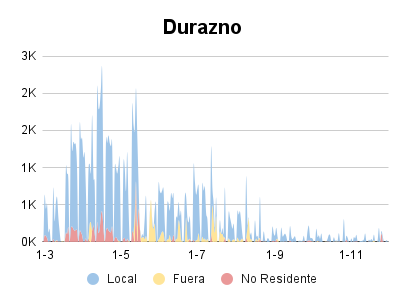 Durazno
3K
2K
2K
1K
1K
0K
1-3 1-5 1-7 1-9 1-11
Local Fuera No Residente